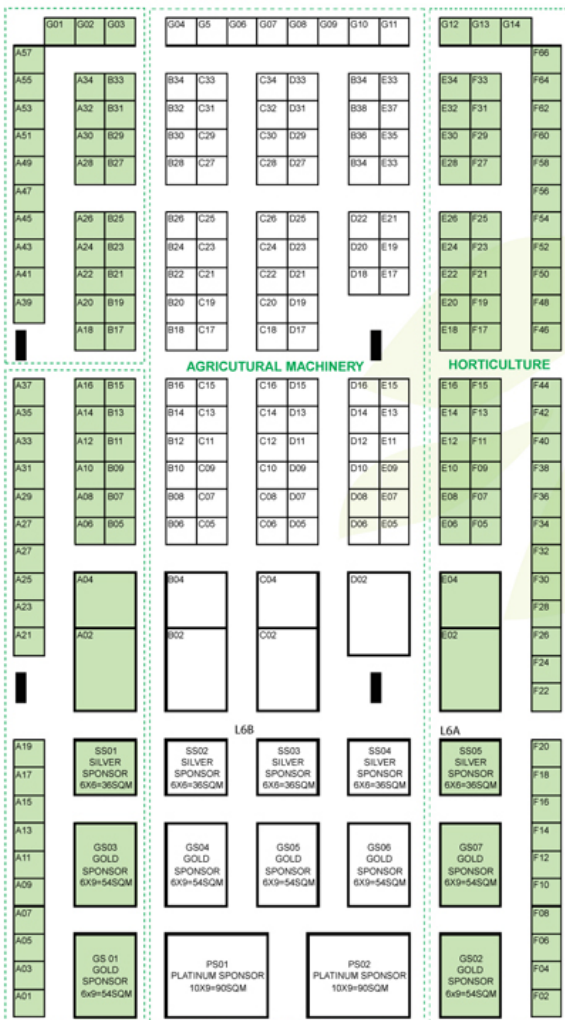 G01 G02 G03 G04 G5 G06 G07 G08 G09 G10 G11 G12 G13 G14
A57 F66
A55 A34 B33 B34 C33 C34 D33 B34 E33 E34 F33 F64
A53 A32 B31 B32 C31 C32 D31 B38 E37 E32 F31 F62
A51 A30 B29 B30 C29 C30 D29 B36 E35 E30 F29 F60
A49 A28 B27 B28 C27 C28 D27 B34 E33 E28 F27 F58
A47 F56
A45 A26 B25 B26 C25 C26 D25 D22 E21 E26 F25 F54
A43 A24 B23 B24 C23 C24 D23 D20 E19 E24 F23 F52
A41 A22 B21 B22 C21 C22 D21 D18 E17 E22 F21 F50
A39 A20 B19 B20 C19 C20 D19 E20 F19 F48
A18 B17 B18 C17 C18 D17 E18 F17 F46
AGRICUTURAL MACHINERY HORTICULTURE
A37 A16 B15 B16 C15 C16 D15 D16 E15 E16 F15 F44
A35 A14 B13 B14 C13 C14 D13 D14 E13 E14 F13 F42
A33 A12 B11 B12 C11 C12 D11 D12 E11 E12 F11 F40
A31 A10 B09 B10 C09 C10 D09 D10 E09 E10 F09 F38
A29 A08 B07 B08 C07 C08 D07 D08 E07 E08 F07 F36
A27 A06 B05 B06 C05 C06 D05 D06 E05 E06 F05 F34
A27 F32
A25 A04 B04 C04 D02 E04 F30
A23 F28
A21 A02 B02 C02 E02 F26
F24
F22
L6B L6A
A19 SS01 SS02 SS03 SS04 SS05 F20
SILVER SILVER SILVER SILVER SILVER
A17 SPONSOR SPONSOR SPONSOR SPONSOR SPONSOR F18
6X6=36SQM 6X6=36SQM 6X6=36SQM 6X6=36SQM 6X6=36SQM
A15 F16
A13 GS03 GS04 GS05 GS06 GS07 F14
GOLD GOLD GOLD GOLD GOLD
A11 SPONSOR SPONSOR SPONSOR SPONSOR SPONSOR F12
A09 6X9=54SQM 6X9=54SQM 6X9=54SQM 6X9=54SQM 6X9=54SQM F10
A07 F08
A05 GS 01 PS01 PS02 GS02 F06
GOLD PLATINUM SPONSOR PLATINUM SPONSOR GOLD
A03 SPONSOR 10X9=90SQM 10X9=90SQM SPONSOR F04
6x9=54SQM 6x9=54SQM
A01 F02